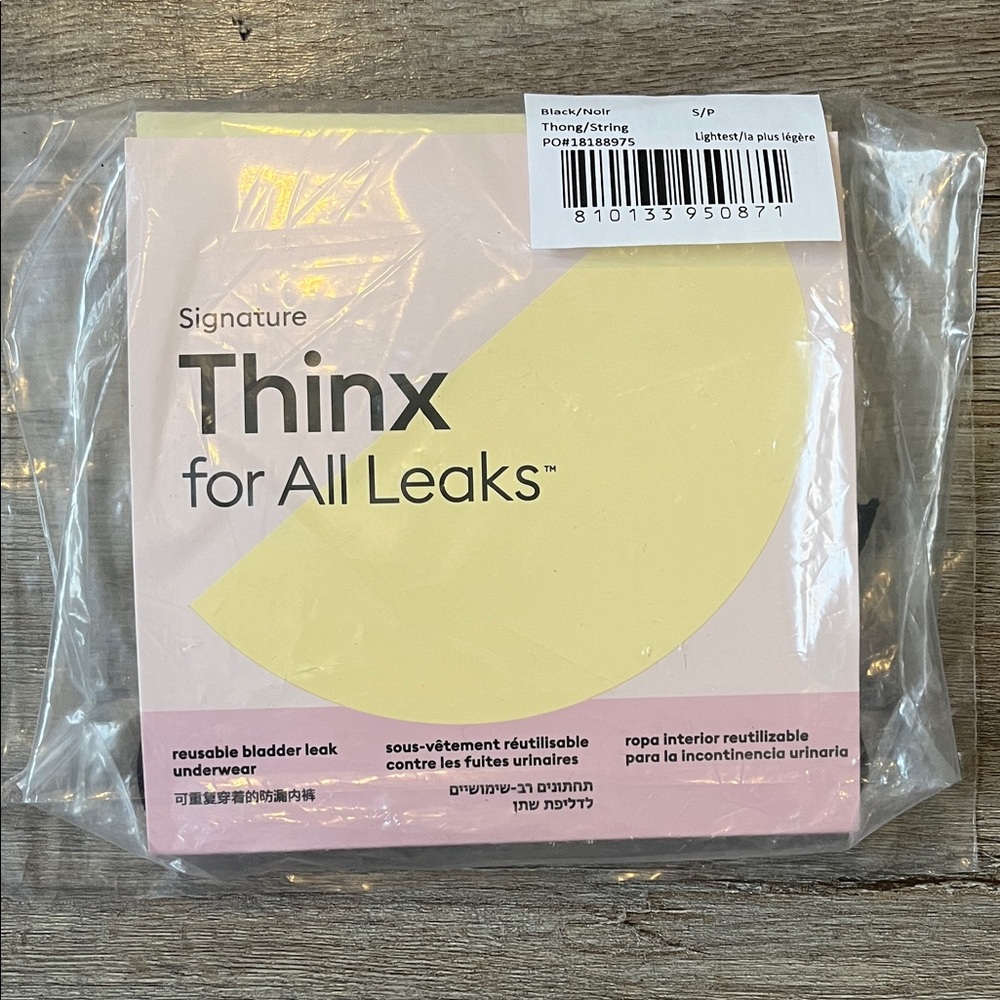 Black/Noir S/P
Thong/String
PO#18188975 Lightest/la plus légère
810133 950871
Signature
Thinx
for All Leaks™
reusable bladder leak
underwear
可重复穿着的防漏内裤
sous-vêtement réutilisable
contre les fuites urinaires
תחתונים רב-שימושיים
לדליפת שתן
ropa interior reutilizable
para la incontinencia urinaria